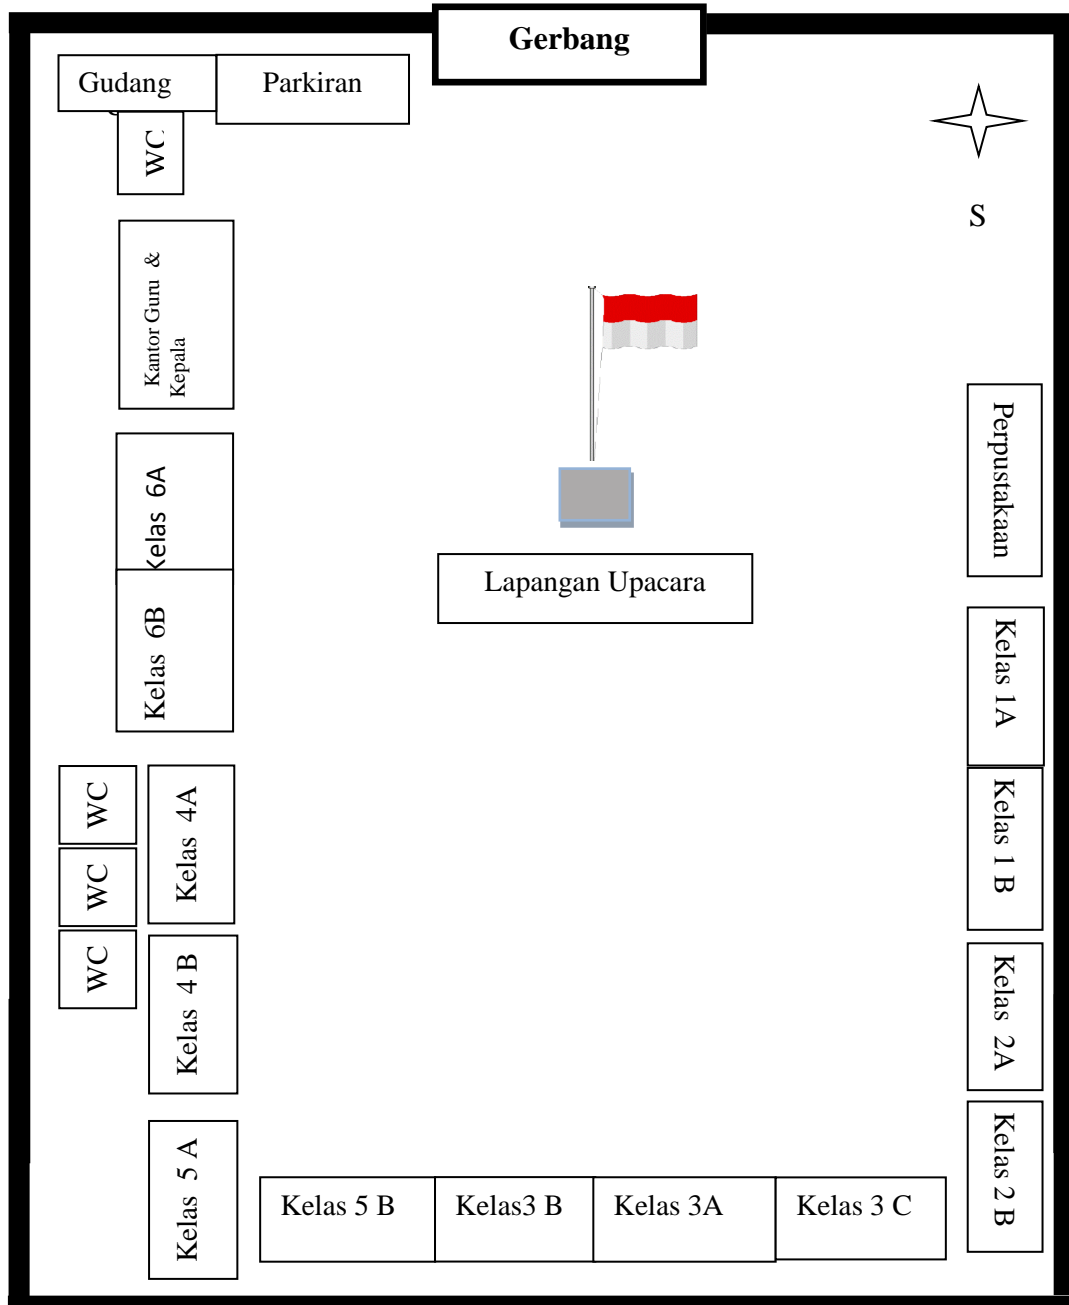 Gerbang
Gudang
Parkiran
WC
S
Kantor Guru &
Kepala
Kelas 6A
Perpustakaan
Lapangan Upacara
Kelas 6B
Kelas 1A
WC
Kelas 4A
Kelas 1 B
WC
WC
Kelas 4 B
Kelas 2A
Kelas 5 A
Kelas 2 B
Kelas 5 B
Kelas3 B
Kelas 3A
Kelas 3 C